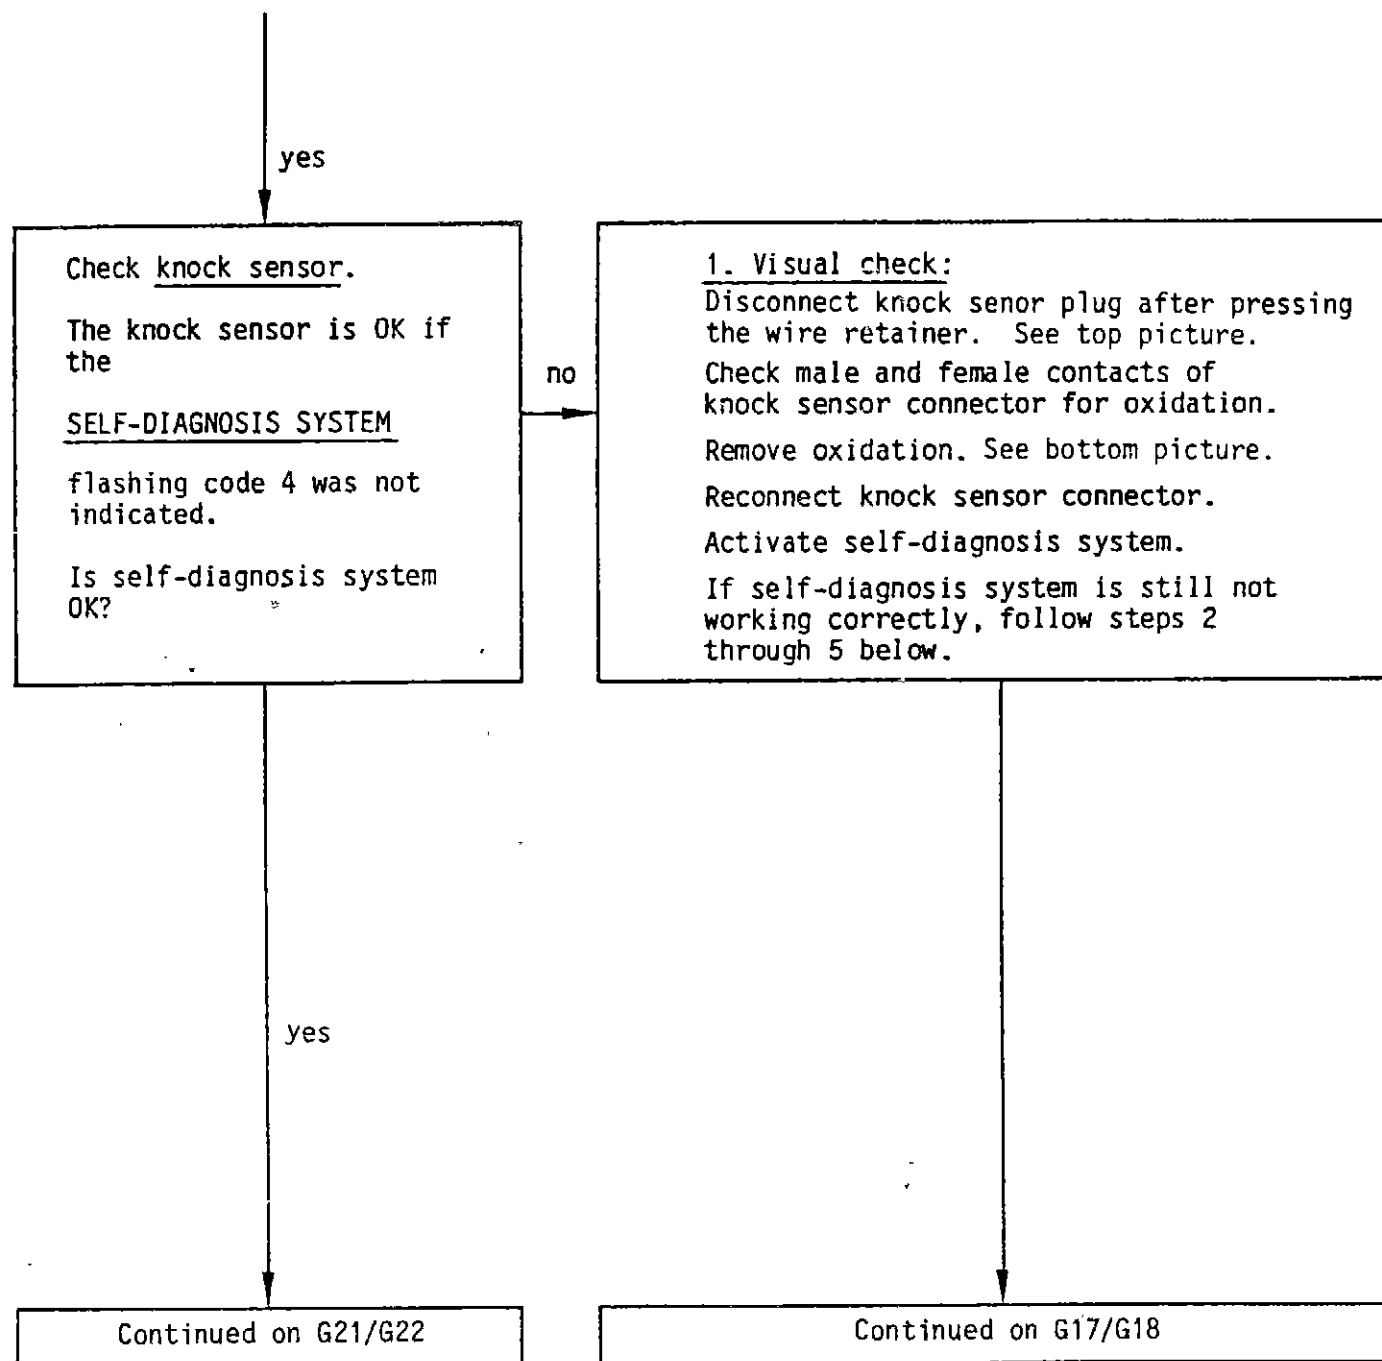 yes
Check knock sensor.
The knock sensor is OK if
the
SELF-DIAGNOSIS SYSTEM
flashing code 4 was not
indicated.
Is self-diagnosis system
OK?
no
1. Visual check:
Disconnect knock senor plug after pressing
the wire retainer. See top picture.
Check male and female contacts of
knock sensor connector for oxidation.
Remove oxidation. See bottom picture.
Reconnect knock sensor connector.
Activate self-diagnosis system.
If self-diagnosis system is still not
working correctly, follow steps 2
through 5 below.
yes
Continued on G21/G22
Continued on G17/G18